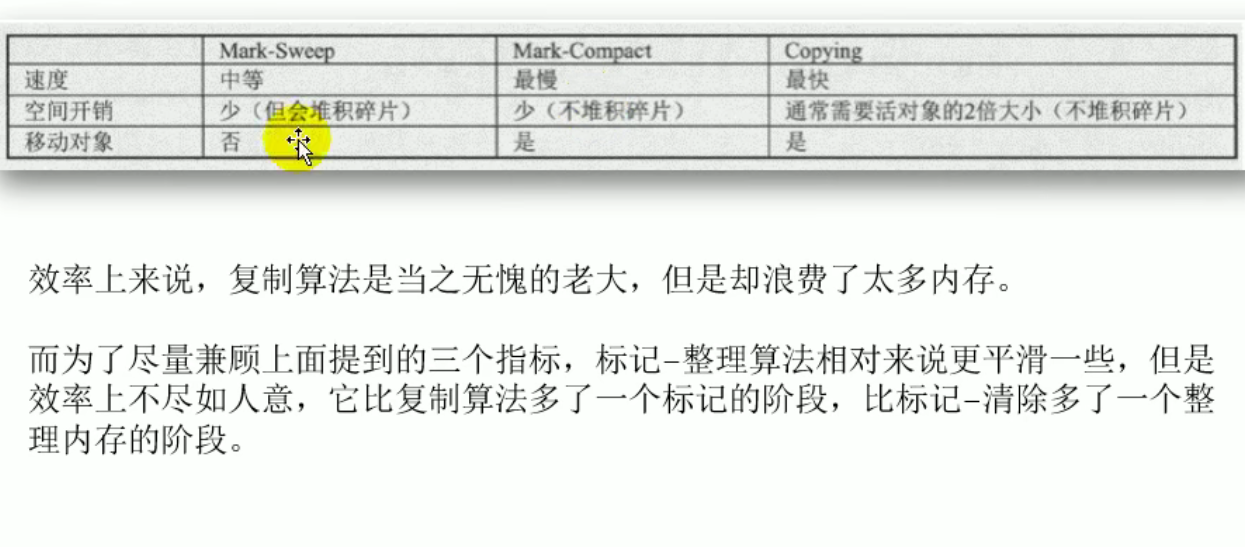 Mark-Sweep Mark-Compact Copying
速度 中等 最慢 最快
空间开销 少（但会堆积碎片） 少（不堆积碎片） 通常需要活对象的2倍大小（不堆积碎片）
移动对象 否 是 是
效率上来说，复制算法是当之无愧的老大，但是却浪费了太多内存。
而为了尽量兼顾上面提到的三个指标，标记-整理算法相对来说更平滑一些，但是
效率上不尽如人意，它比复制算法多了一个标记的阶段，比标记-清除多了一个整
理内存的阶段。